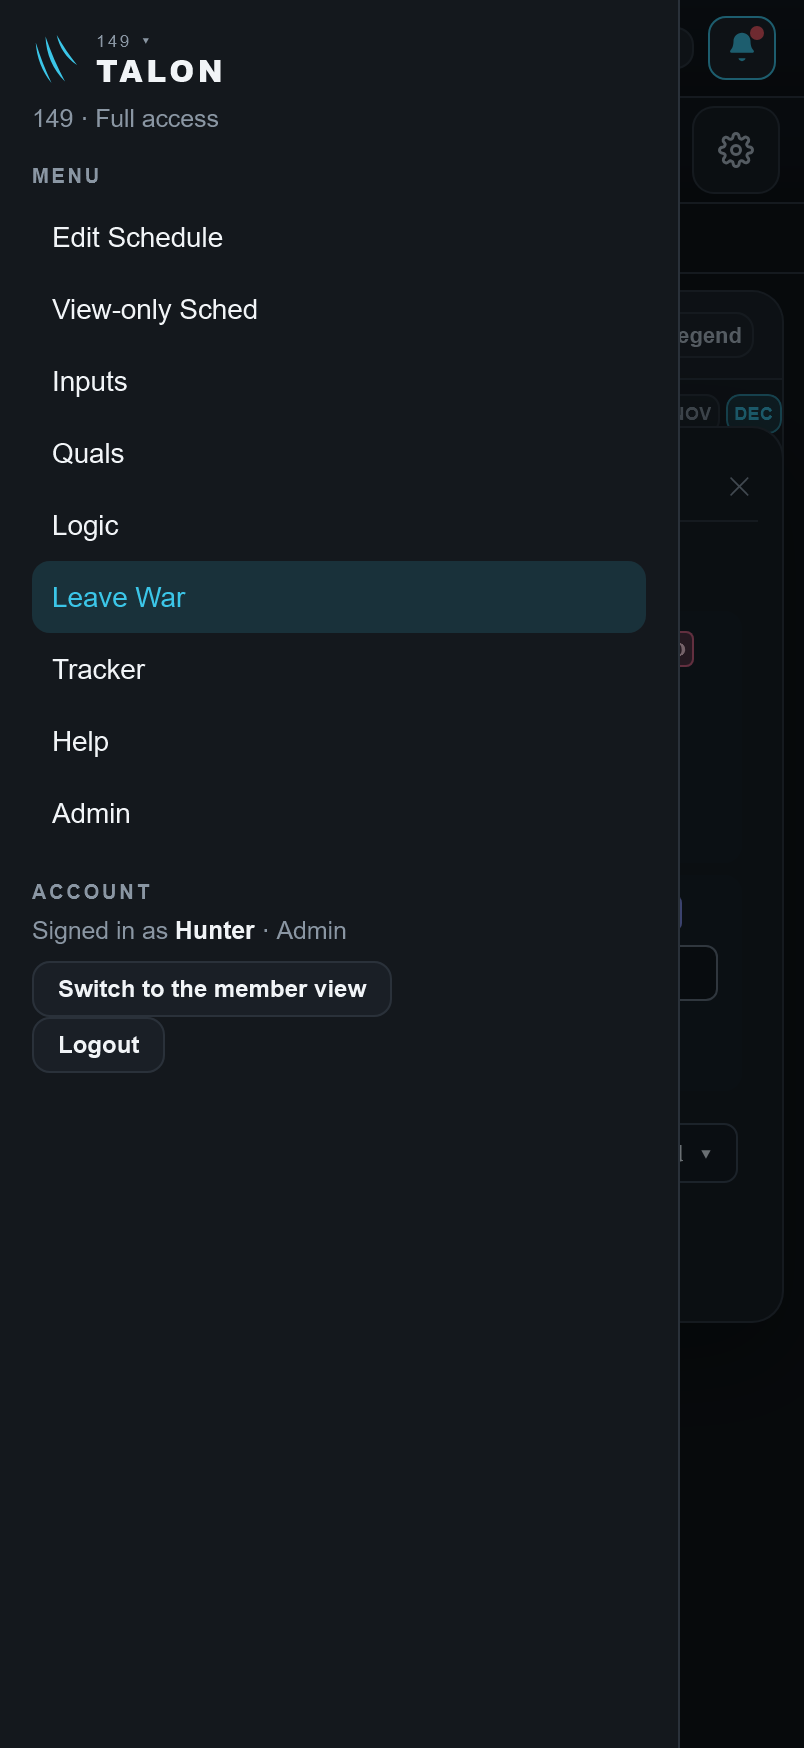 149 ▾
TALON
149 · Full access
MENU
Edit Schedule
View-only Sched
Inputs
Quals
Logic
Leave War
Tracker
Help
Admin
ACCOUNT
Signed in as Hunter · Admin
Switch to the member view
Logout
egend
NOV
DEC